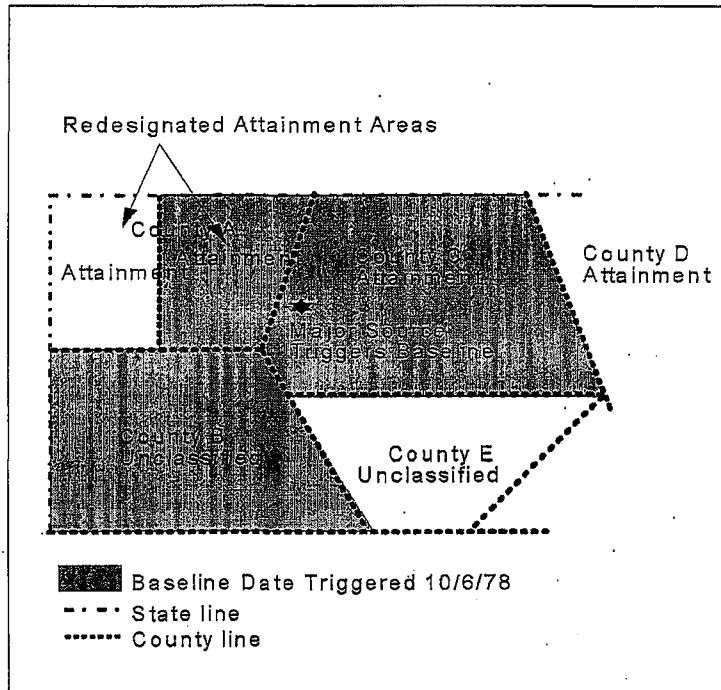 Redesignated Attainment Areas
County A
Attainment
Attainment
County C
Attainment
County D
Attainment
Major Source
Triggers Baseline
County B
Unclassified
County E
Unclassified
Baseline Date Triggered 10/6/78
State line
County line